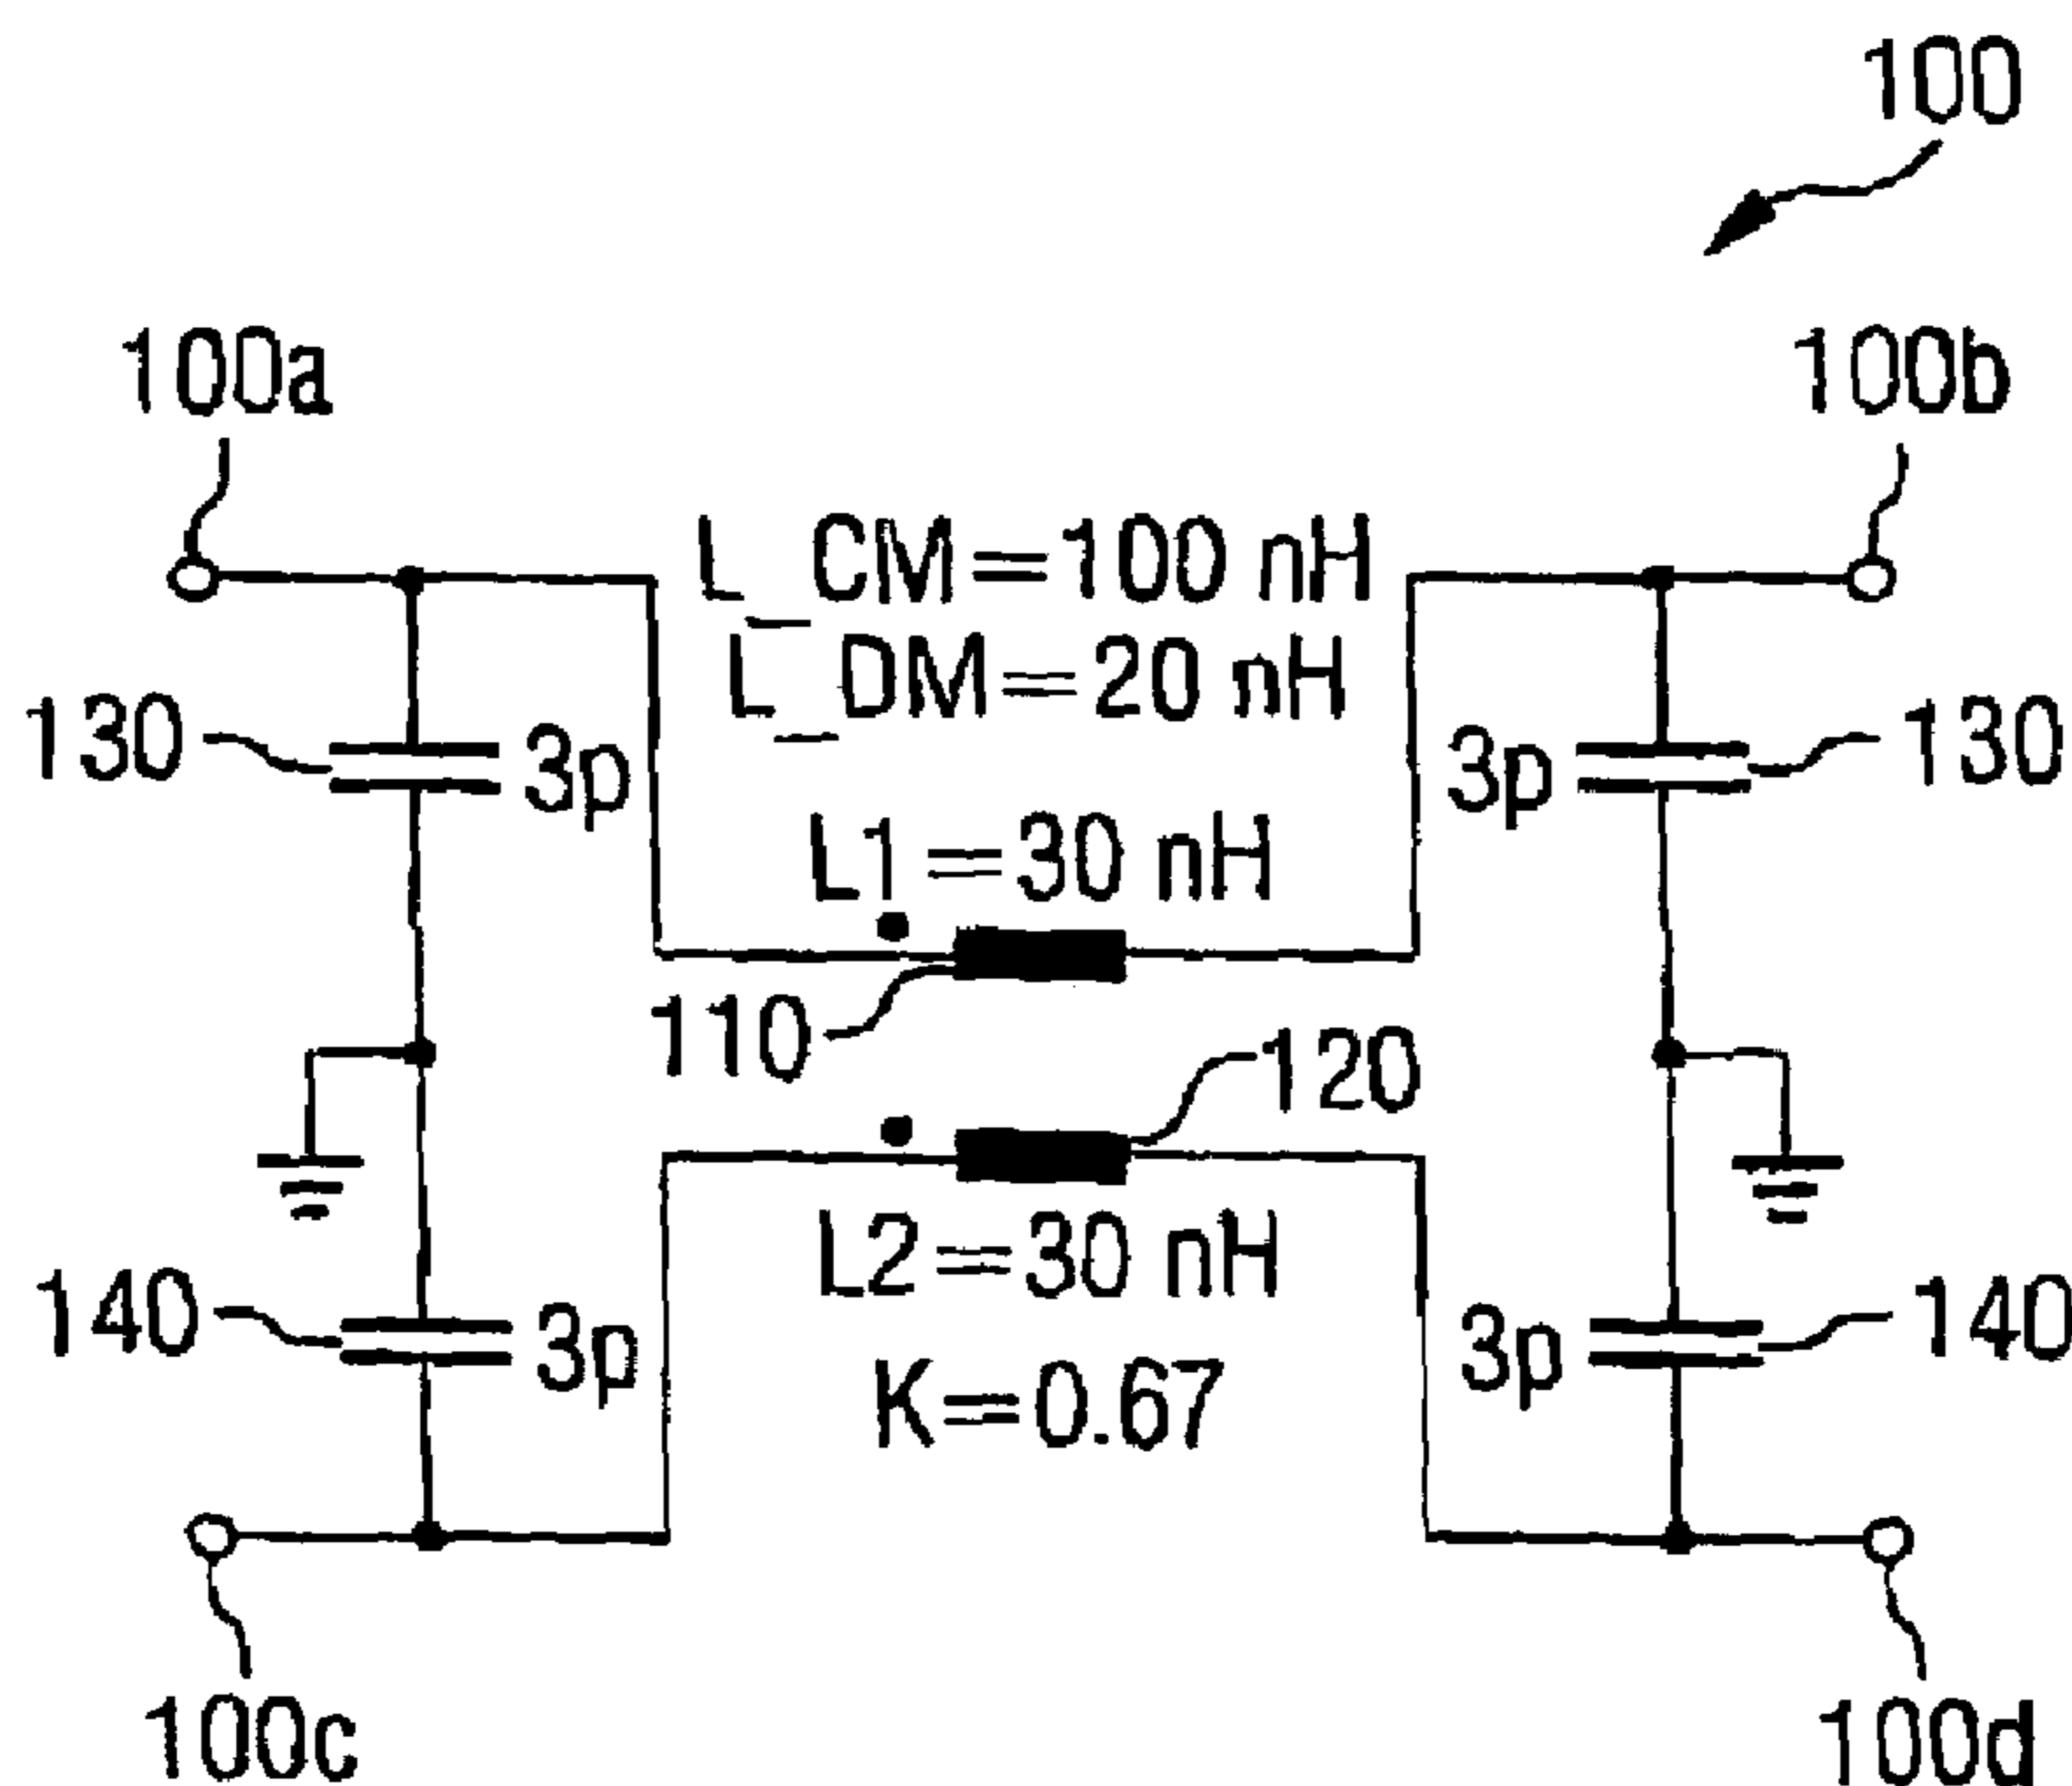 100
100a
100b
L_CM=100 nH
L_DM=20 nH
130
3p
3p
130
L1=30 nH
110
120
L2=30 nH
140
3p
3p
140
K=0.67
100c
100d